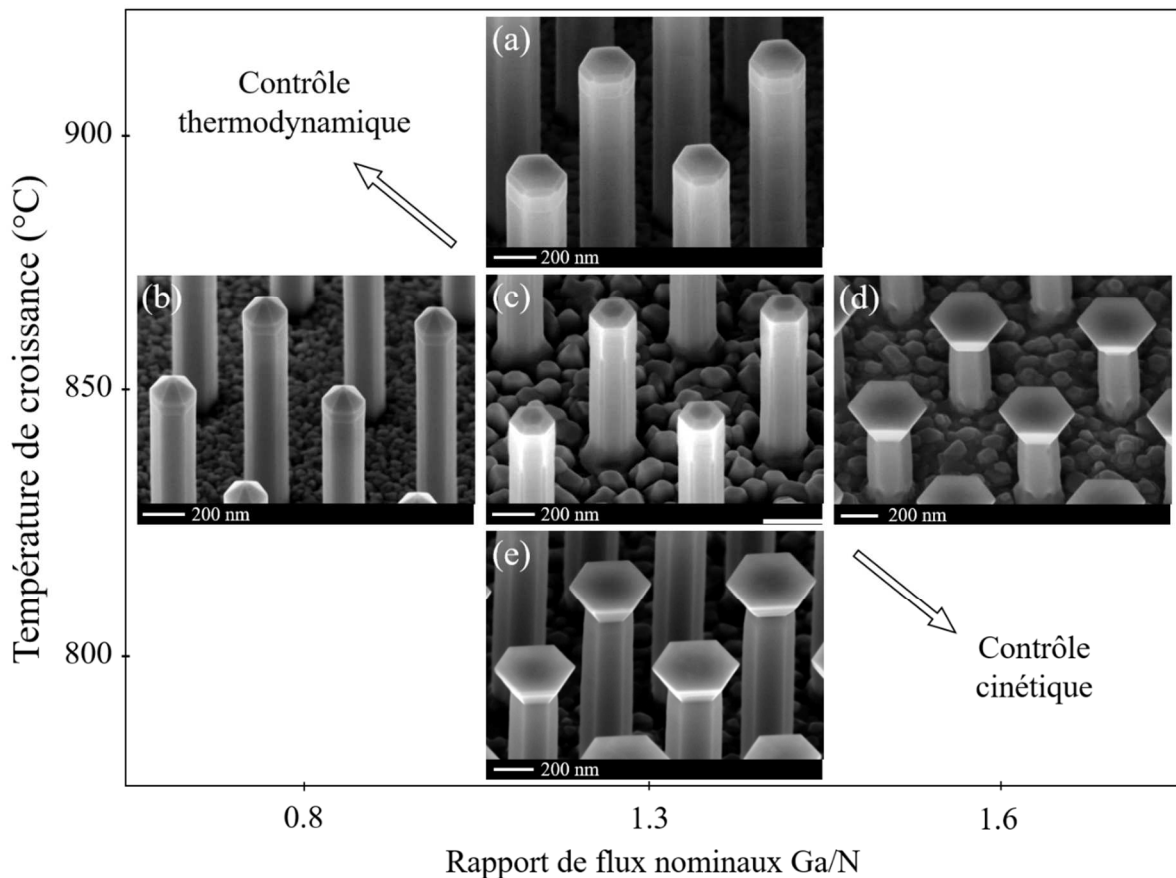 (a)
Contrôle
thermodynamique
900
200 nm
(b)
(c)
(d)
850
200 nm
200 nm
200 nm
(e)
800
Contrôle
cinétique
200 nm
Température de croissance (°C)
0.8
1.3
1.6
Rapport de flux nominaux Ga/N